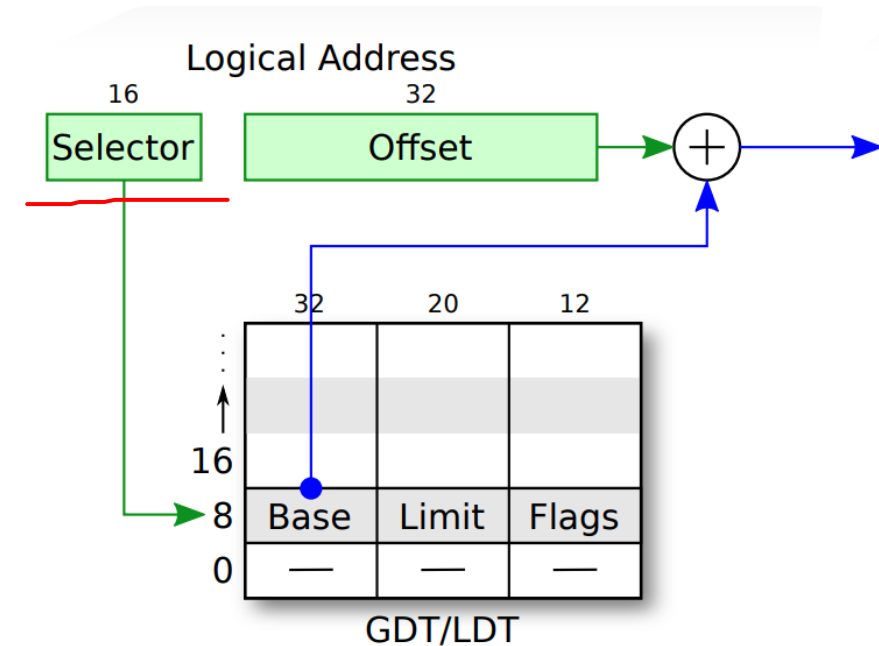 Logical Address
16 32
Selector Offset
32 20 12
16
8 Base Limit Flags
0
GDT/LDT